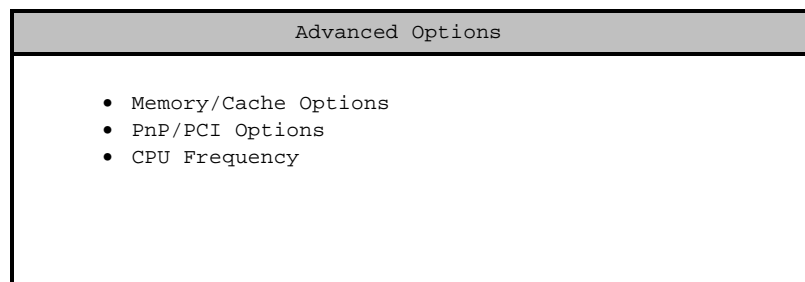 Advanced Options
• Memory/Cache Options
• PnP/PCI Options
• CPU Frequency